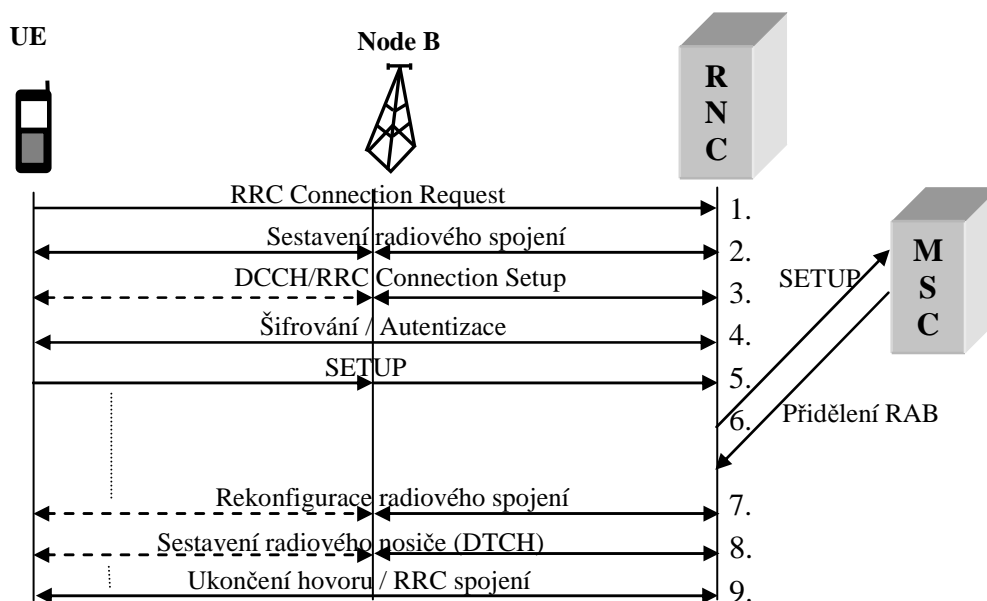 UE
Node B
R
N
C
RRC Connection Request
1.
Sestavení radiového spojení
2.
DCCH/RRC Connection Setup
3.
Šifrování / Autentizace
4.
SETUP
5.
6.
SETUP
M
S
C
Přidělení RAB
Rekonfigurace radiového spojení
7.
Sestavení radiového nosiče (DTCH)
8.
Ukončení hovoru / RRC spojení
9.